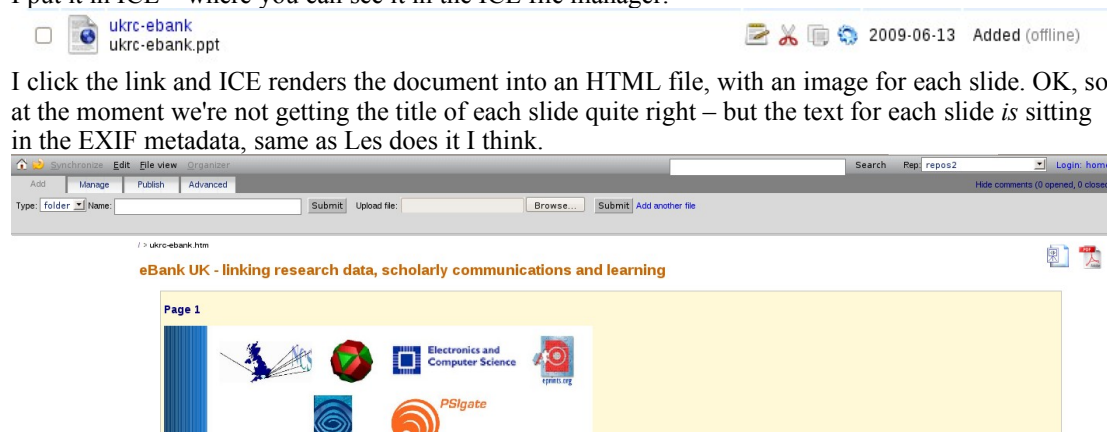 I put it in ICE – where you can see it in the ICE file manager.
ukrc-ebank
ukrc-ebank.ppt
2009-06-13 Added (offline)
I click the link and ICE renders the document into an HTML file, with an image for each slide. OK, so
at the moment we're not getting the title of each slide quite right – but the text for each slide is sitting
in the EXIF metadata, same as Les does it I think.
Synchronize Edit File view Organizer Search Rep: repos2 Login: home
Add Manage Publish Advanced Hide comments (0 opened, 0 closed
Type: folder Name: Submit Upload file: Browse... Submit Add another file
/ > ukrc-ebank.htm
PDF
eBank UK - linking research data, scholarly communications and learning
Page 1
Electronics and
Computer Science
eprints.org
PSIgate